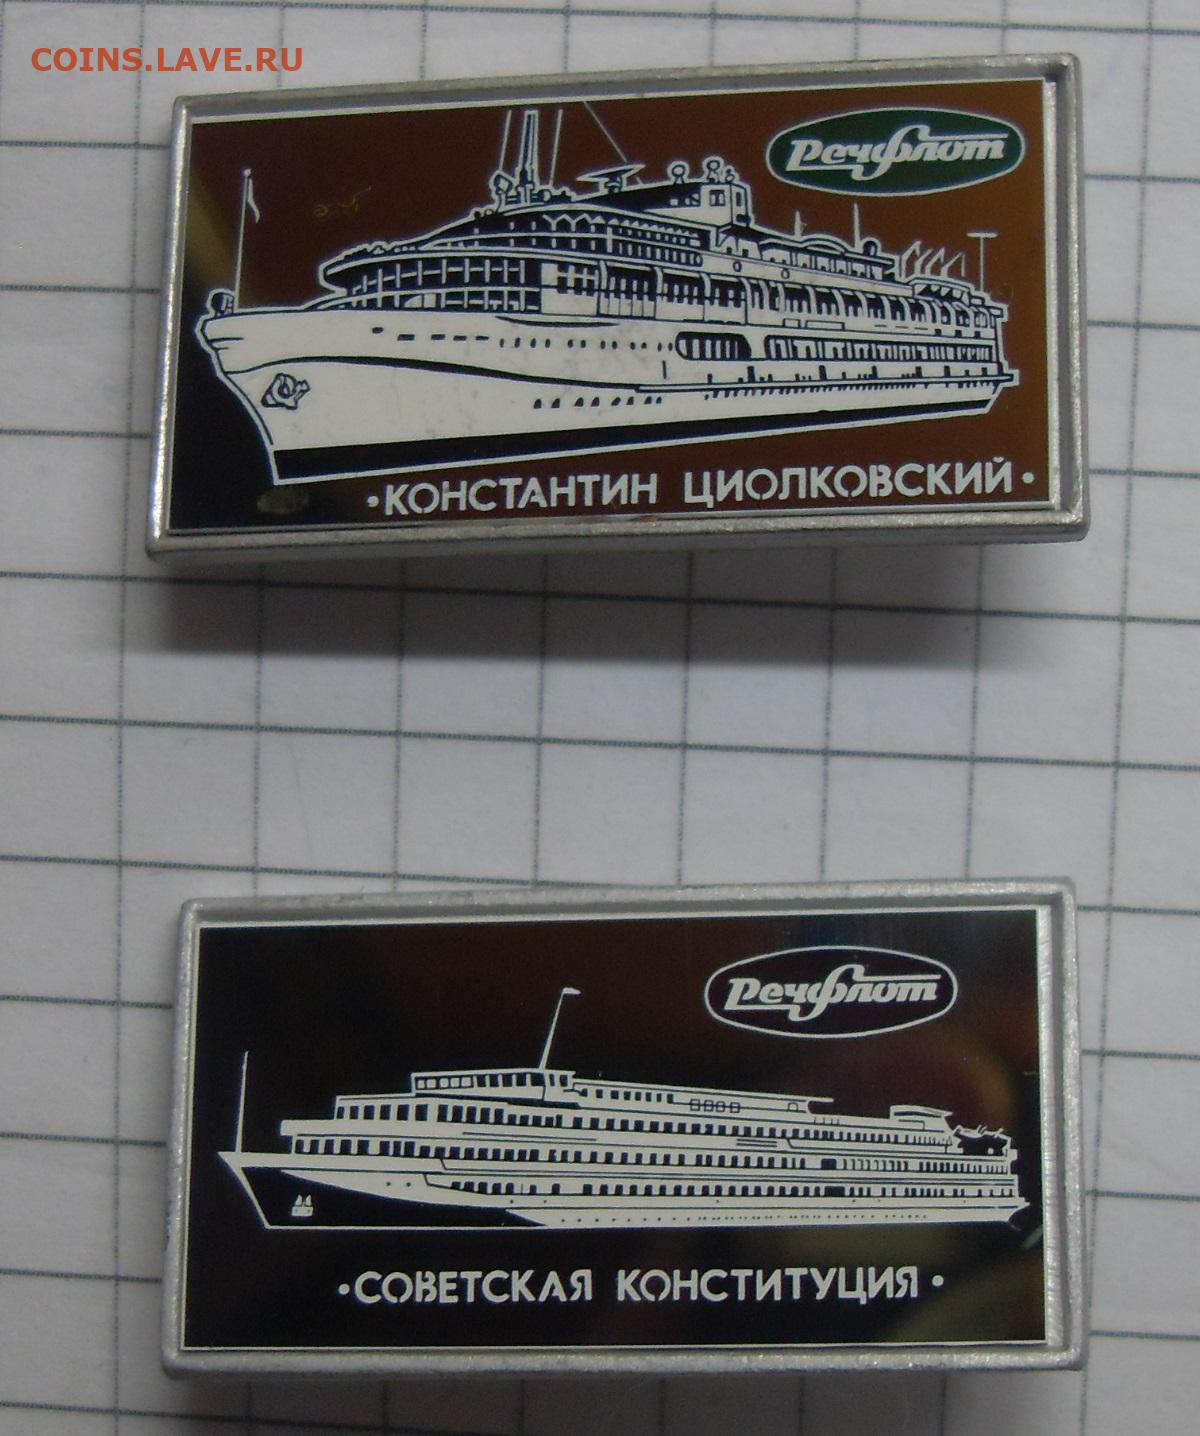 COINS.LAVE.RU
Речфлот
•КОНСТАНТИН ЦИОЛКОВСКИЙ•
Речфлот
•СОВЕТСКАЯ КОНСТИТУЦИЯ•